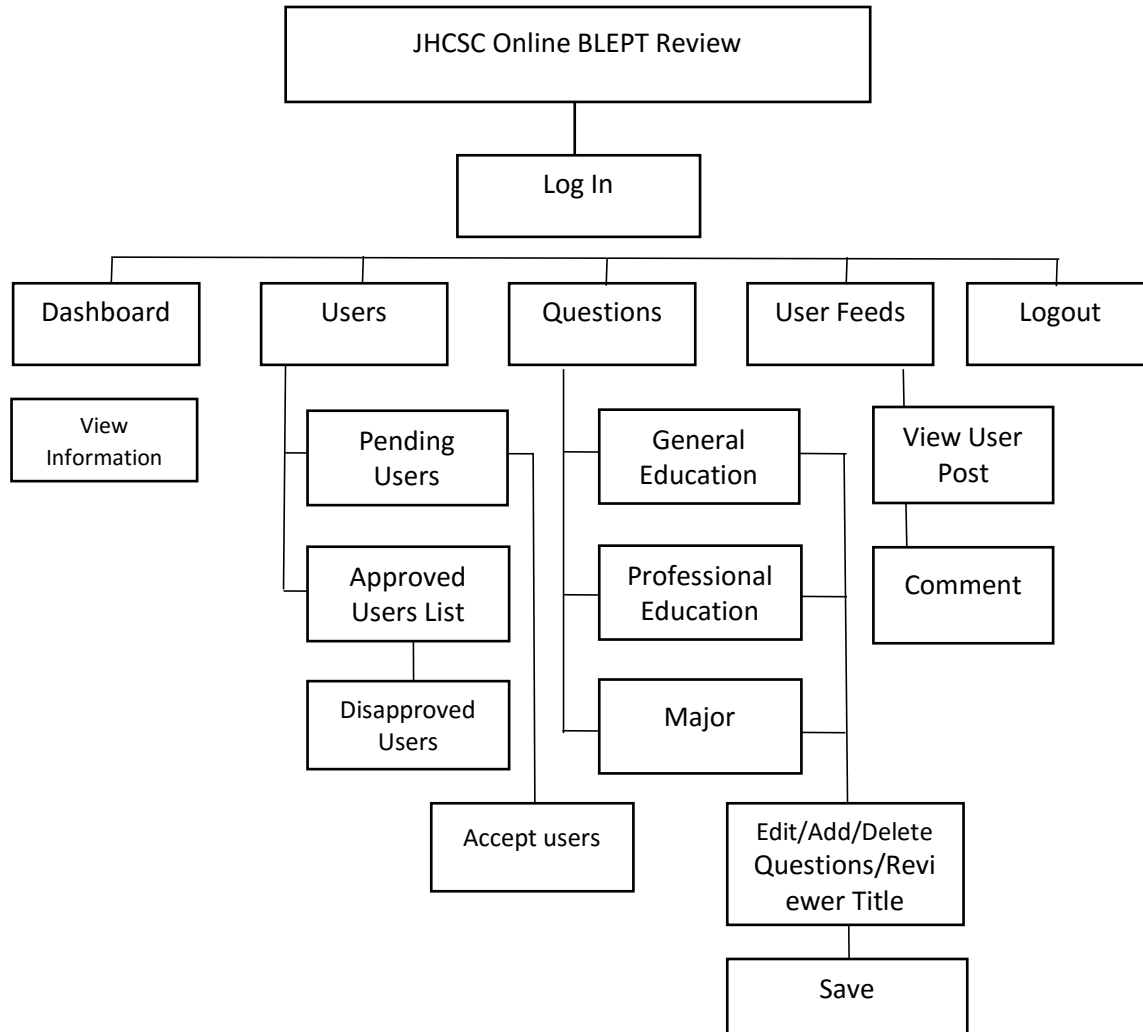 JHCSC Online BLEPT Review
Log In
Dashboard
Users
Questions
User Feeds
Logout
View
Information
Pending
Users
General
Education
View User
Post
Approved
Users List
Professional
Education
Comment
Disapproved
Users
Major
Accept users
Edit/Add/Delete
Questions/Revi
ewer Title
Save